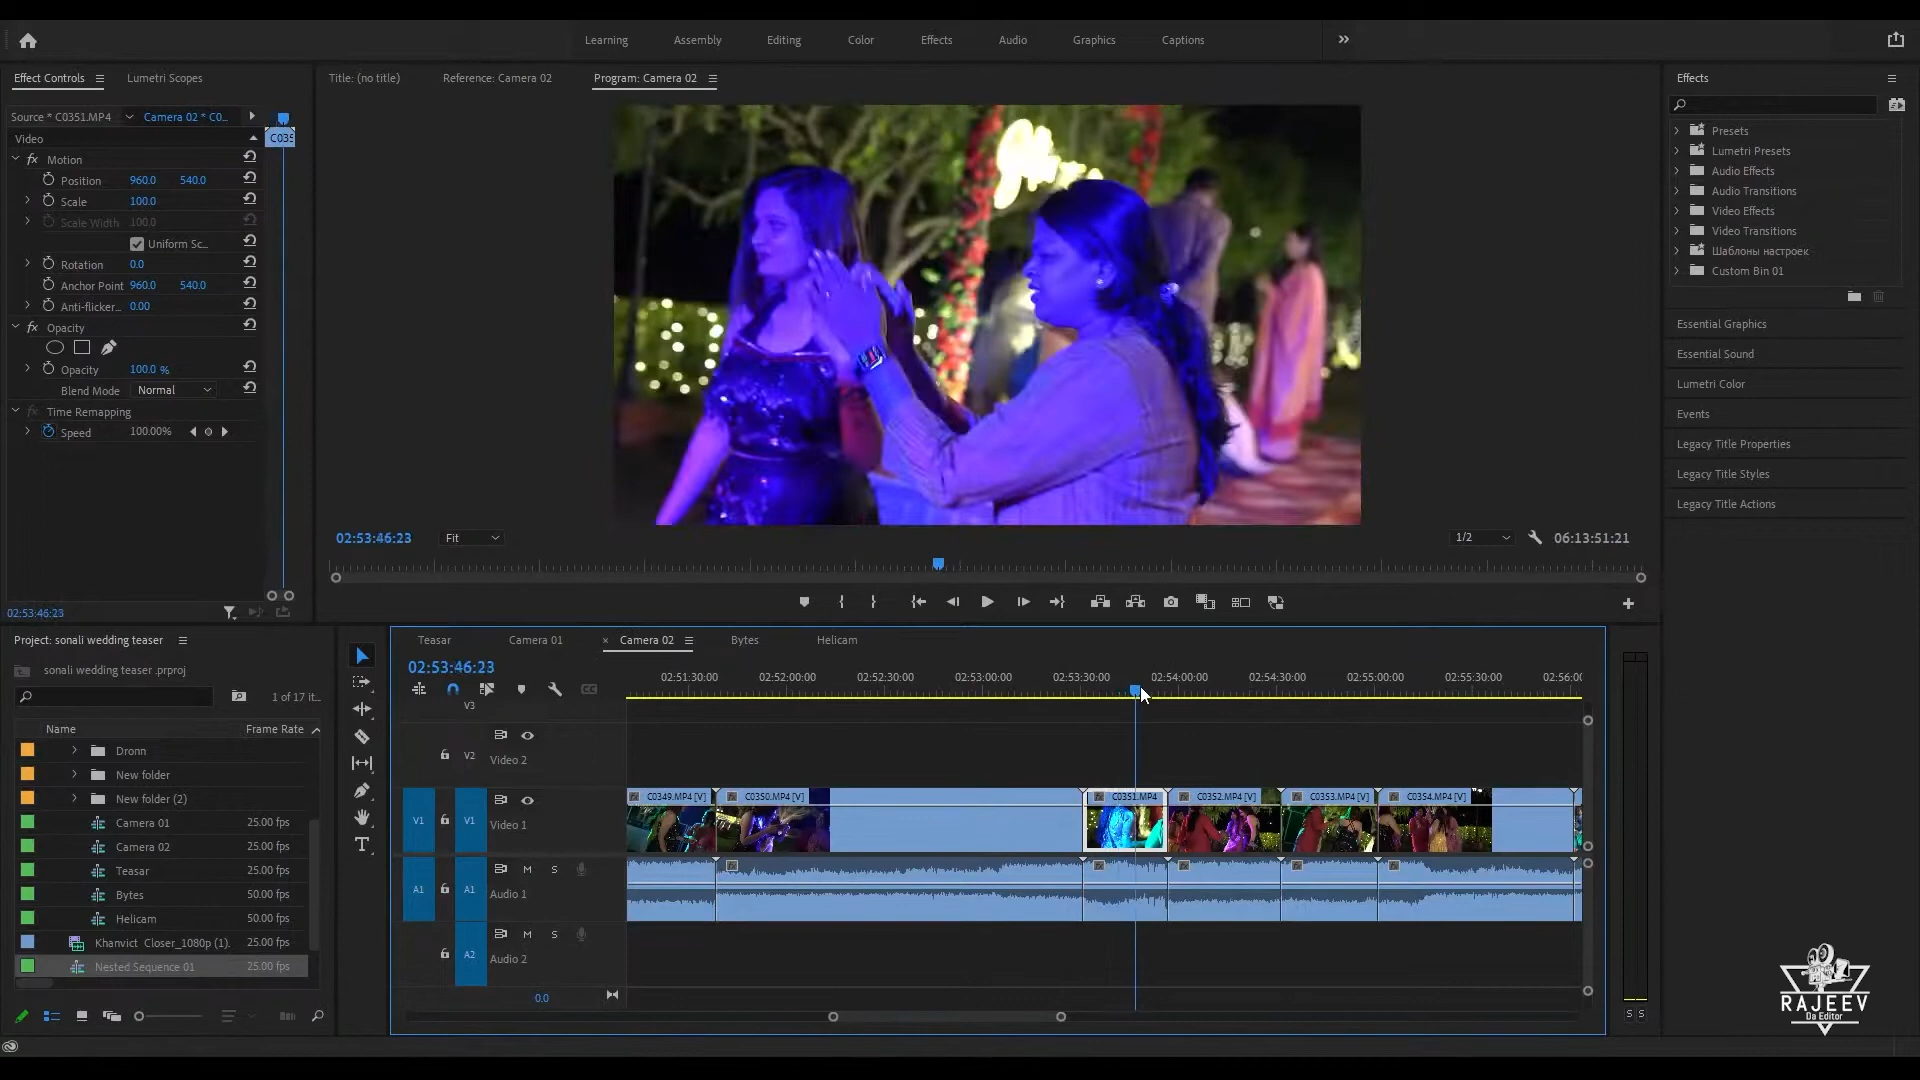 Learning Assembly Editing Color Effects Audio Graphics Captions
Effect Controls Lumetri Scopes
Title: (no title) Reference: Camera 02 Program: Camera 02
Effects
Source * C0351.MP4 Camera 02 * C0...
C035
Video
Motion
Position 960.0 540.0
Scale 100.0
Scale Width 100.0
Uniform Sc...
Rotation 0.0
Anchor Point 960.0 540.0
Anti-flicker... 0.00
Opacity
Opacity 100.0 %
Blend Mode Normal
Time Remapping
Speed 100.00%
02:53:46:23
02:53:46:23 Fit 1/2 06:13:51:21
Presets
Lumetri Presets
Audio Effects
Audio Transitions
Video Effects
Video Transitions
Шаблоны настроек
Custom Bin 01
Essential Graphics
Essential Sound
Lumetri Color
Events
Legacy Title Properties
Legacy Title Styles
Legacy Title Actions
Project: sonali wedding teaser
sonali wedding teaser .prproj
1 of 17 it...
Name Frame Rate
Dronn
New folder
New folder (2)
Camera 01 25.00 fps
Camera 02 25.00 fps
Teasar 25.00 fps
Bytes 50.00 fps
Helicam 50.00 fps
Khanvict Closer_1080p (1). 25.00 fps
Nested Sequence 01 25.00 fps
Teasar Camera 01 × Camera 02 Bytes Helicam
02:53:46:23
02:51:30:00 02:52:00:00 02:52:30:00 02:53:00:00 02:53:30:00 02:54:00:00 02:54:30:00 02:55:00:00 02:55:30:00 02:56:0
V3
V2 Video 2
V1 V1 Video 1
C0349.MP4 [V] C0350.MP4 [V] C0351.MP4 C0352.MP4 [V] C0353.MP4 [V] C0354.MP4 [V]
M S
A1 A1 Audio 1
M S
A2 Audio 2
0.0
S S
RAJEEV
Da Editor